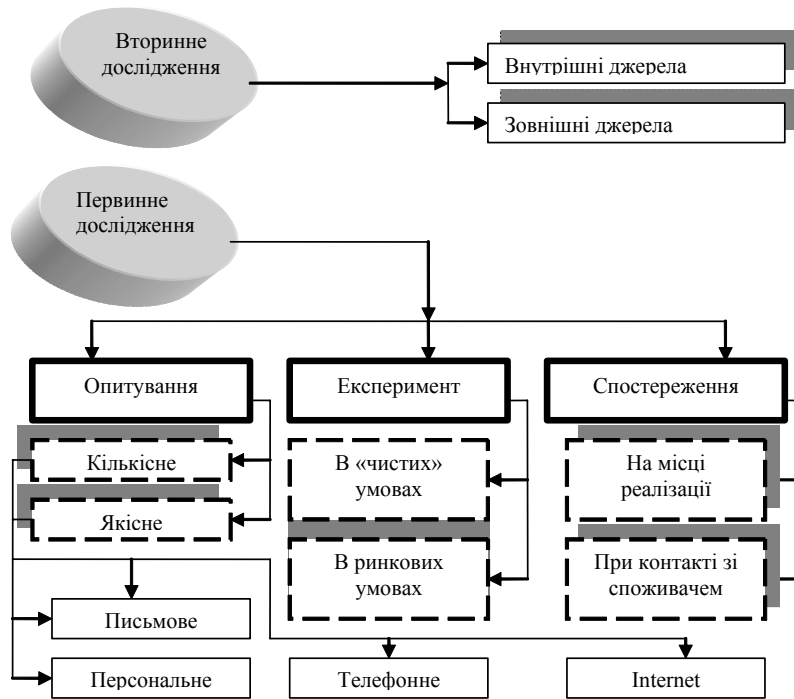 Вторинне
дослідження
Внутрішні джерела
Зовнішні джерела
Первинне
дослідження
Опитування
Експеримент
Спостереження
Кількісне
Якісне
В «чистих»
умовах
В ринкових
умовах
На місці
реалізації
При контакті зі
споживачем
Письмове
Персональне
Телефонне
Internet